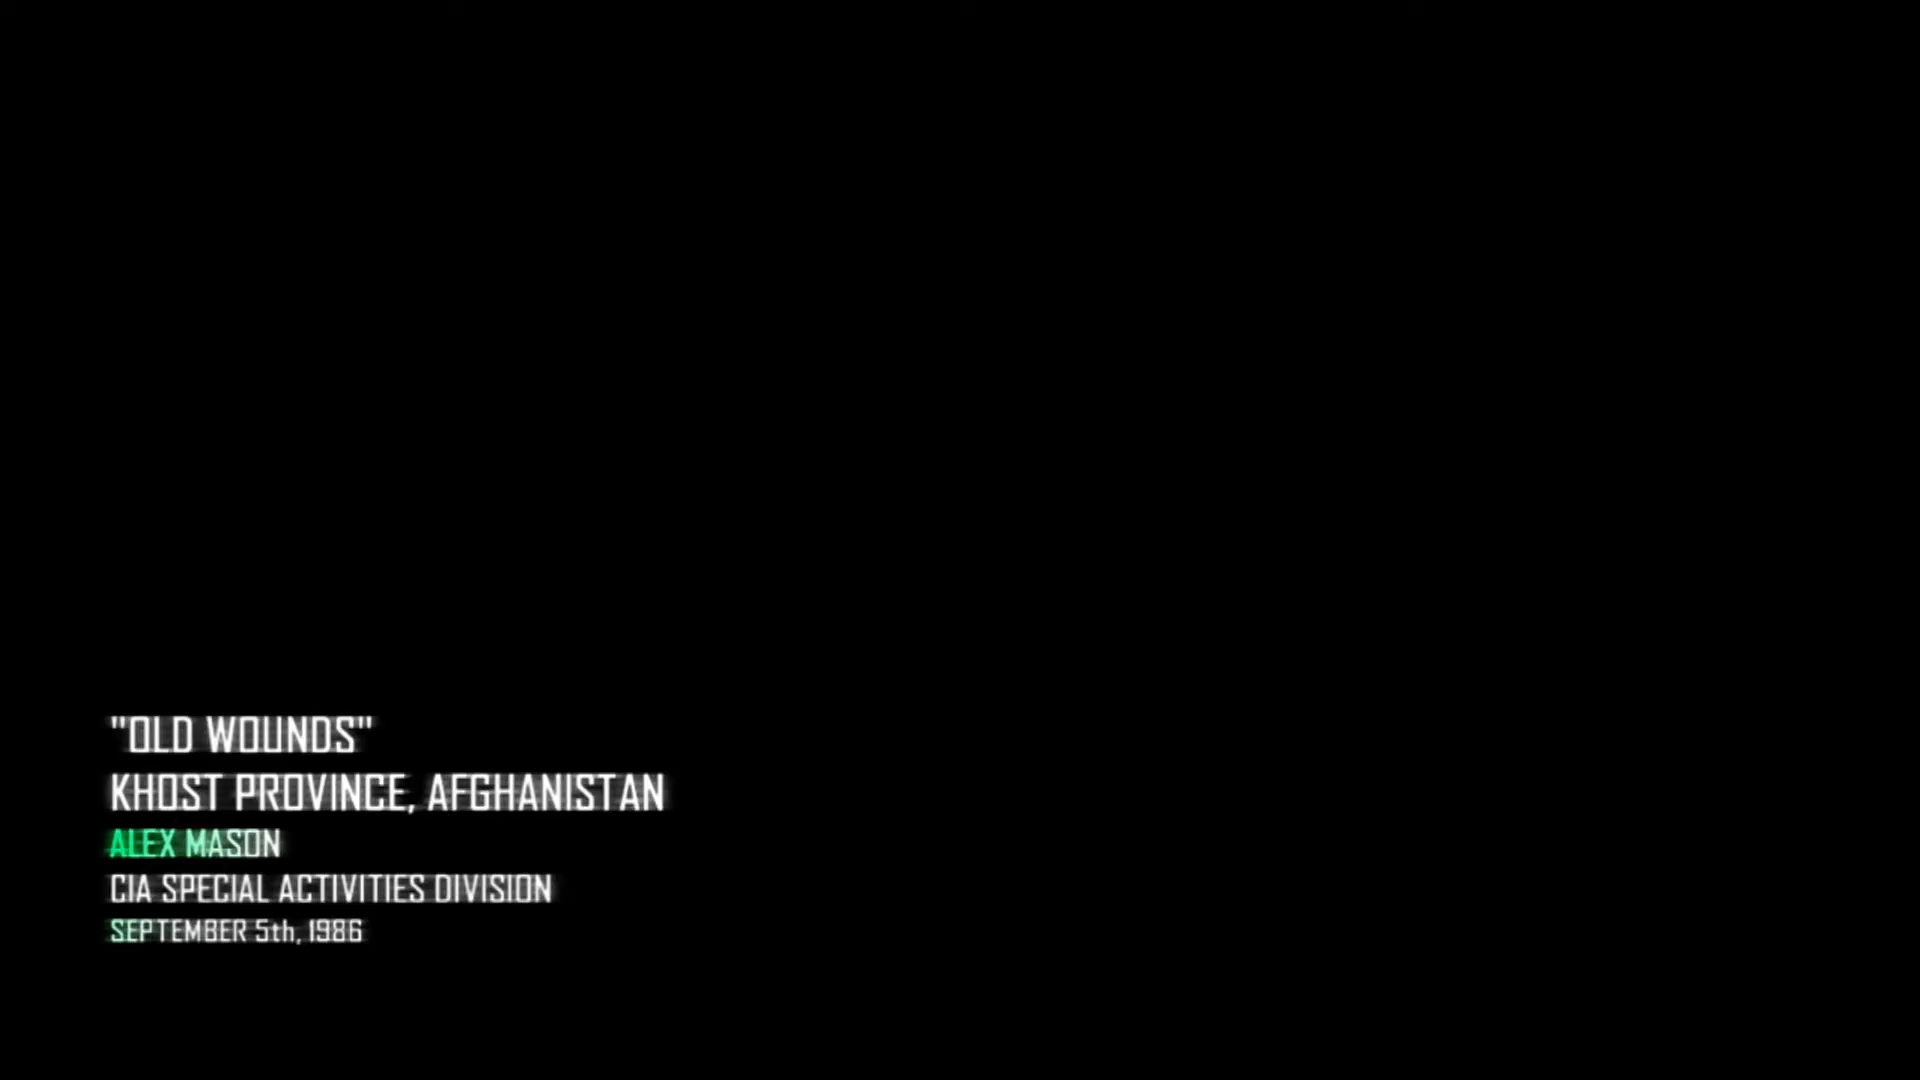 "OLD WOUNDS"
KHOST PROVINCE, AFGHANISTAN
ALEX MASON
CIA SPECIAL ACTIVITIES DIVISION
SEPTEMBER 5th, 1986